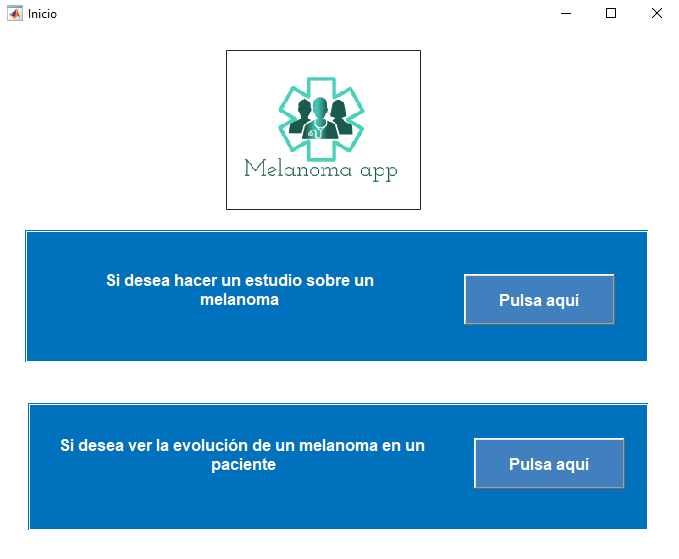 Inicio
Melanoma app
Si desea hacer un estudio sobre un
melanoma
Pulsa aquí
Si desea ver la evolución de un melanoma en un
paciente
Pulsa aquí